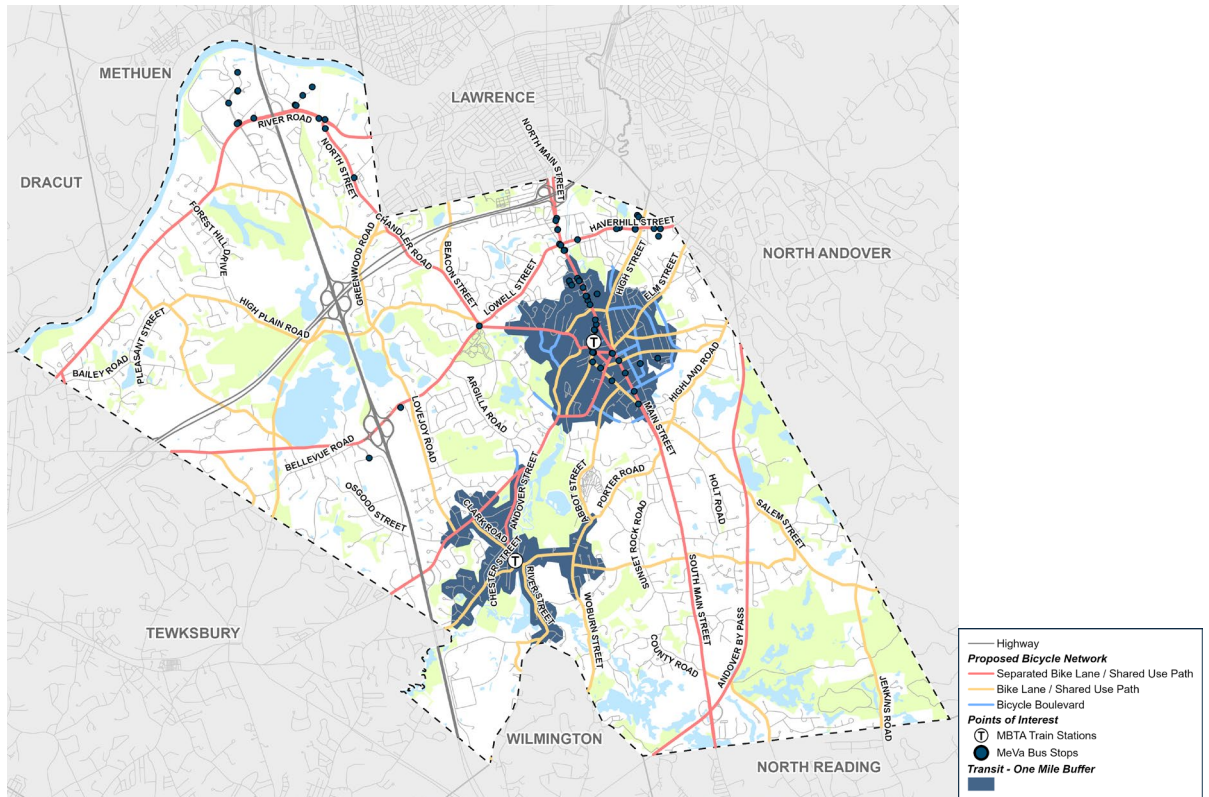 METHUEN
LAWRENCE
DRACUT
NORTH ANDOVER
TEWKSBURY
WILMINGTON
NORTH READING
RIVER ROAD
NORTH STREET
NORTH MAIN STREET
HAVERHILL STREET
FOREST HILL DRIVE
GREENWOOD ROAD
CHANDLER ROAD
BEACON STREET
LOWELL STREET
HIGH STREET
ELM STREET
HIGH PLAIN ROAD
PLEASANT STREET
BAILEY ROAD
T
HIGHLAND ROAD
ARGILLA ROAD
LOVEJOY ROAD
MAIN STREET
BELLEVUE ROAD
OSGOOD STREET
ANDOVER STREET
ABBOT STREET
PORTER ROAD
HOLT ROAD
SALEM STREET
CLARK ROAD
CHESTER STREET
T
RIVER STREET
SUNSET ROCK ROAD
WOBURN STREET
SOUTH MAIN STREET
COUNTY ROAD
ANDOVER BY PASS
JENKINS ROAD
Highway
Proposed Bicycle Network
Separated Bike Lane / Shared Use Path
Bike Lane / Shared Use Path
Bicycle Boulevard
Points of Interest
T MBTA Train Stations
MeVa Bus Stops
Transit - One Mile Buffer